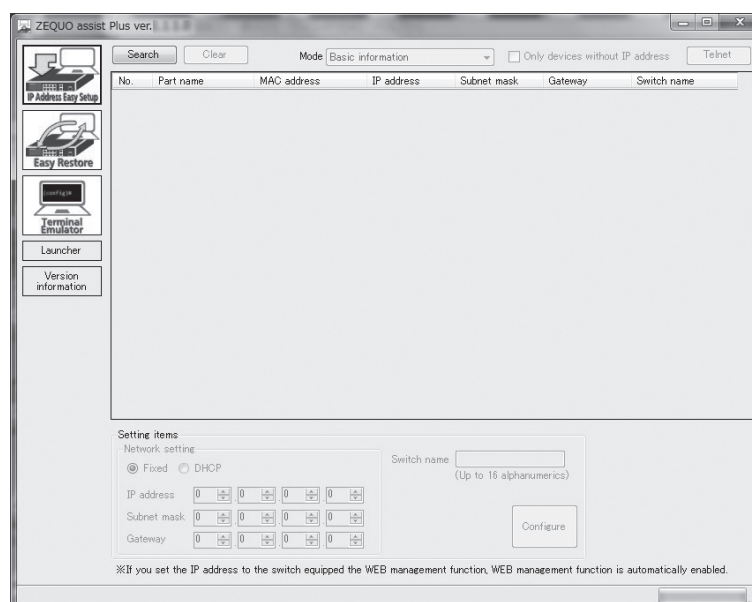 ZEQUO assist Plus ver.
Search Clear Mode Basic information Only devices without IP address Telnet
No. Part name MAC address IP address Subnet mask Gateway Switch name
IP Address Easy Setup
Easy Restore
(config)#
Terminal
Emulator
Launcher
Version
information
Setting items
Network setting
Fixed DHCP
IP address 0 0 0 0
Subnet mask 0 0 0 0
Gateway 0 0 0 0
Switch name
(Up to 16 alphanumerics)
Configure
※If you set the IP address to the switch equipped the WEB management function, WEB management function is automatically enabled.